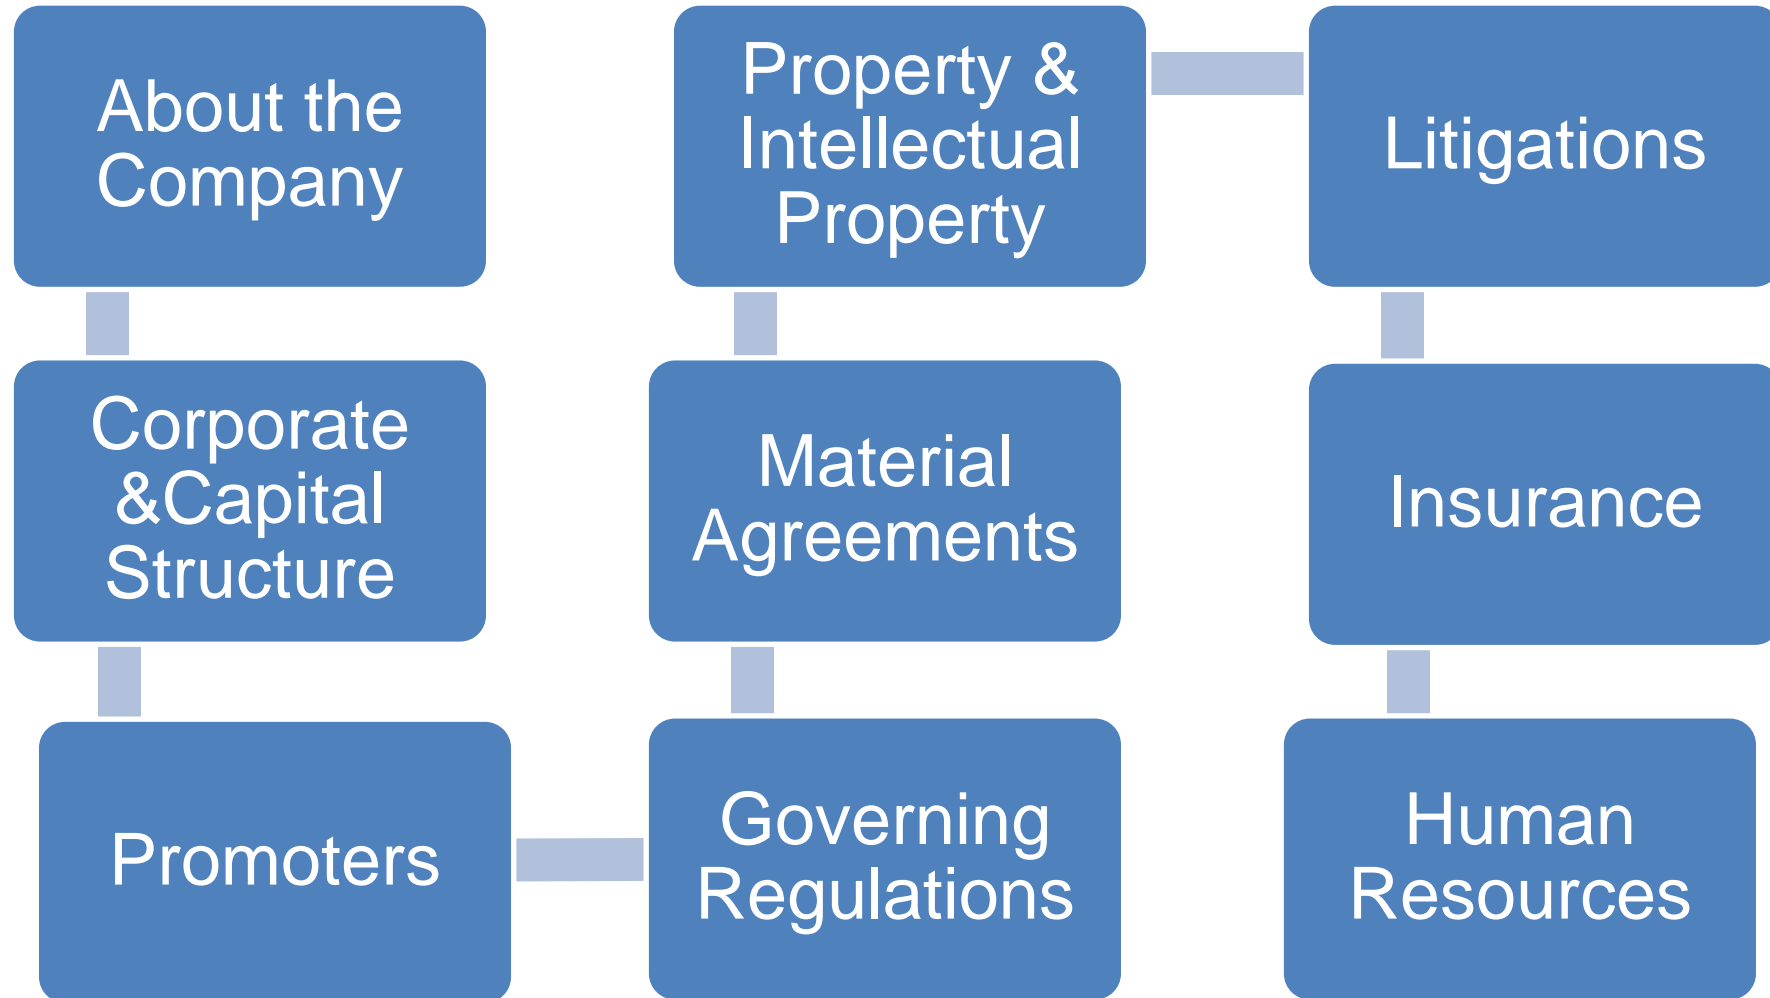 About the
Company
Corporate
&Capital
Structure
Promoters
Governing
Regulations
Material
Agreements
Property &
Intellectual
Property
Litigations
Insurance
Human
Resources